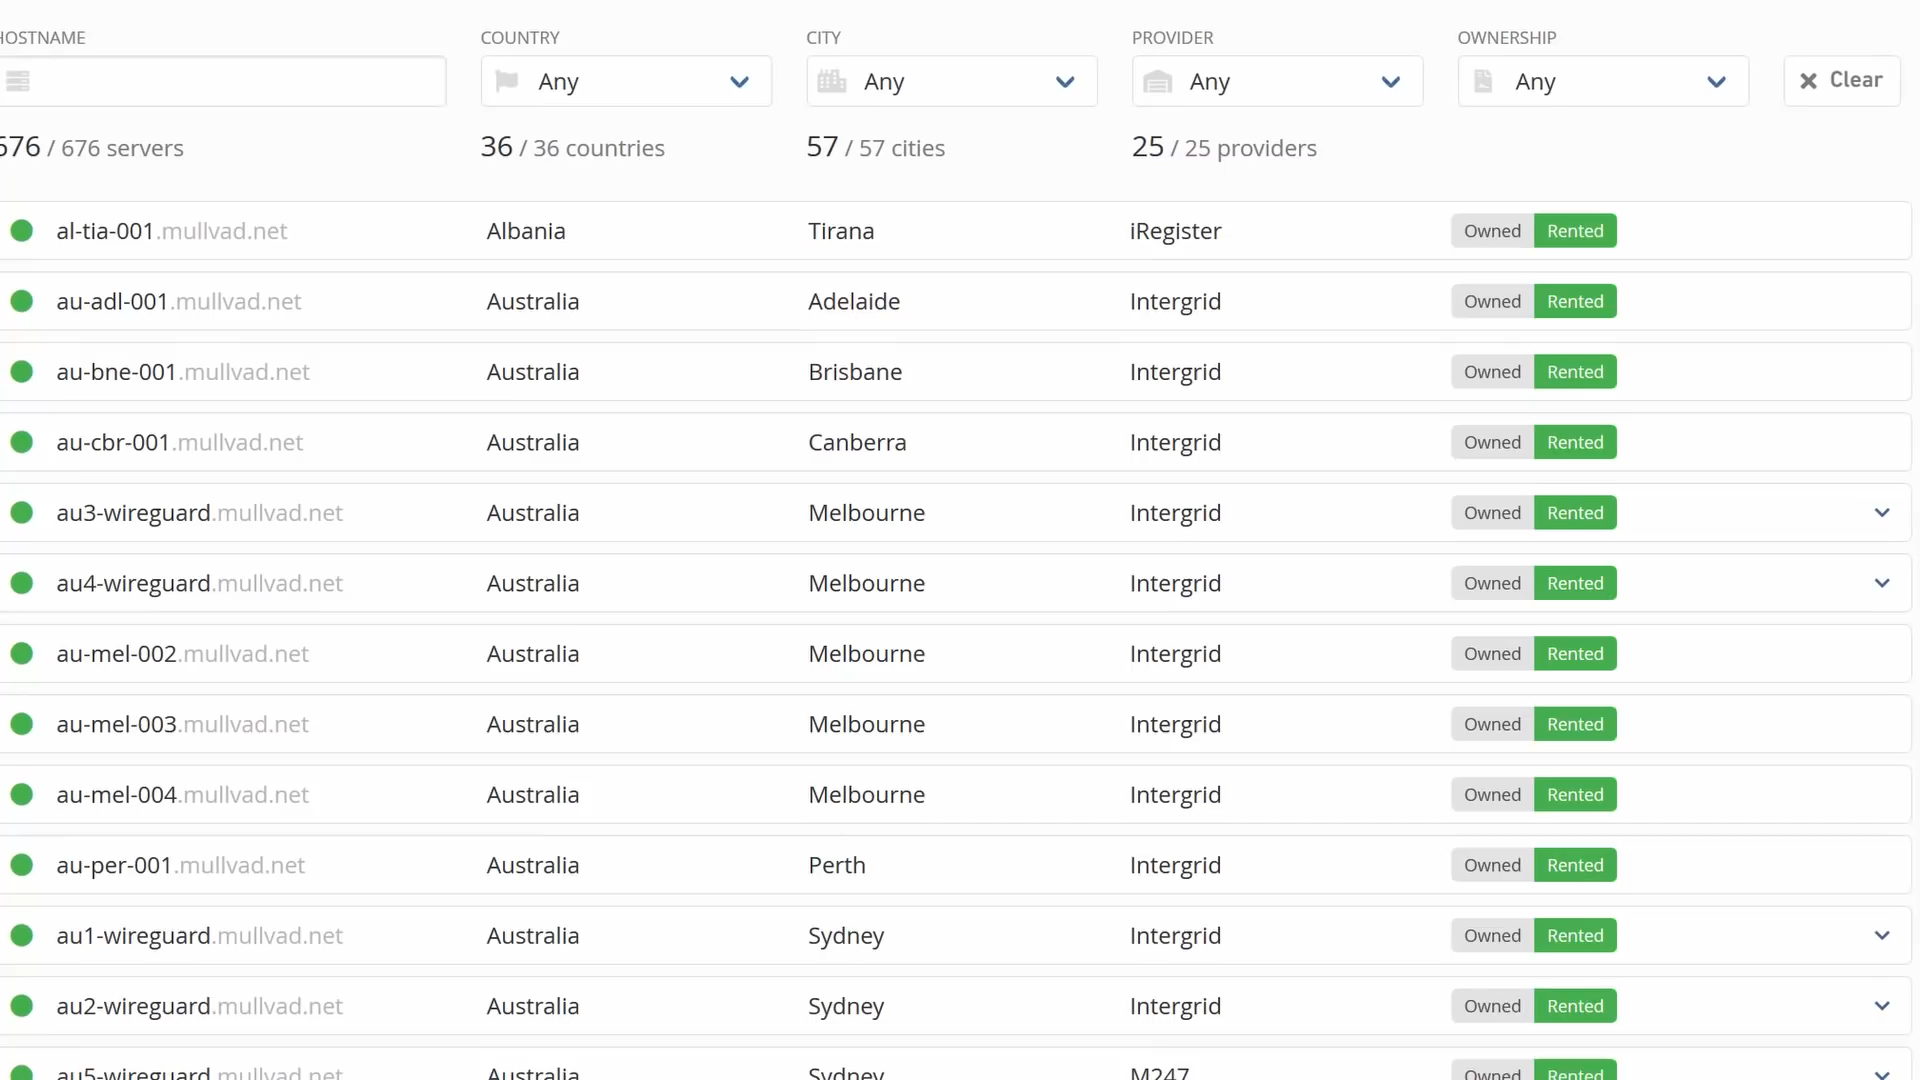 HOSTNAME COUNTRY CITY PROVIDER OWNERSHIP
Any Any Any Any Clear
676 / 676 servers 36 / 36 countries 57 / 57 cities 25 / 25 providers
al-tia-001.mullvad.net Albania Tirana iRegister Owned Rented
au-adl-001.mullvad.net Australia Adelaide Intergrid Owned Rented
au-bne-001.mullvad.net Australia Brisbane Intergrid Owned Rented
au-cbr-001.mullvad.net Australia Canberra Intergrid Owned Rented
au3-wireguard.mullvad.net Australia Melbourne Intergrid Owned Rented
au4-wireguard.mullvad.net Australia Melbourne Intergrid Owned Rented
au-mel-002.mullvad.net Australia Melbourne Intergrid Owned Rented
au-mel-003.mullvad.net Australia Melbourne Intergrid Owned Rented
au-mel-004.mullvad.net Australia Melbourne Intergrid Owned Rented
au-per-001.mullvad.net Australia Perth Intergrid Owned Rented
au1-wireguard.mullvad.net Australia Sydney Intergrid Owned Rented
au2-wireguard.mullvad.net Australia Sydney Intergrid Owned Rented
au5-wireguard.mullvad.net Australia Sydney M247 Owned Rented